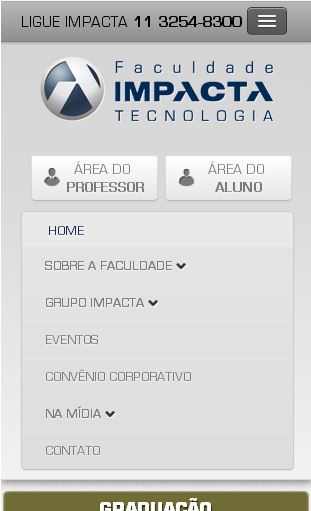 LIGUE IMPACTA 11 3254-8300
Faculdade
IMPACTA
TECNOLOGIA
ÁREA DO
PROFESSOR
ÁREA DO
ALUNO
HOME
SOBRE A FACULDADE
GRUPO IMPACTA
EVENTOS
CONVÊNIO CORPORATIVO
NA MÍDIA
CONTATO
GRADUAÇÃO